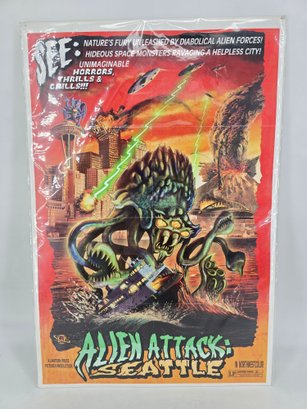 SEE:
NATURE'S FURY UNLEASHED BY DIABOLICAL ALIEN FORCES!
HIDEOUS SPACE MONSTERS RAVAGING A HELPLESS CITY!
UNIMAGINABLE
HORRORS,
THRILLS &
CHILLS!!!
ALIEN ATTACK:
SEATTLE